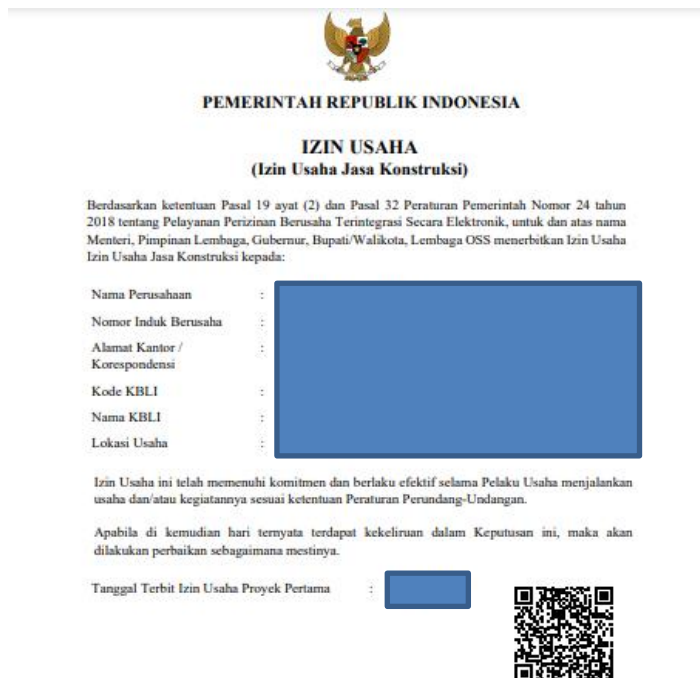 PEMERINTAH REPUBLIK INDONESIA
IZIN USAHA
(Izin Usaha Jasa Konstruksi)
Berdasarkan ketentuan Pasal 19 ayat (2) dan Pasal 32 Peraturan Pemerintah Nomor 24 tahun
2018 tentang Pelayanan Perizinan Berusaha Terintegrasi Secara Elektronik, untuk dan atas nama
Menteri, Pimpinan Lembaga, Gubernur, Bupati/Walikota, Lembaga OSS menerbitkan Izin Usaha
Izin Usaha Jasa Konstruksi kepada:
Nama Perusahaan :
Nomor Induk Berusaha :
Alamat Kantor / :
Korespondensi
Kode KBLI :
Nama KBLI :
Lokasi Usaha :
Izin Usaha ini telah memenuhi komitmen dan berlaku efektif selama Pelaku Usaha menjalankan
usaha dan/atau kegiatannya sesuai ketentuan Peraturan Perundang-Undangan.
Apabila di kemudian hari ternyata terdapat kekeliruan dalam Keputusan ini, maka akan
dilakukan perbaikan sebagaimana mestinya.
Tanggal Terbit Izin Usaha Proyek Pertama :